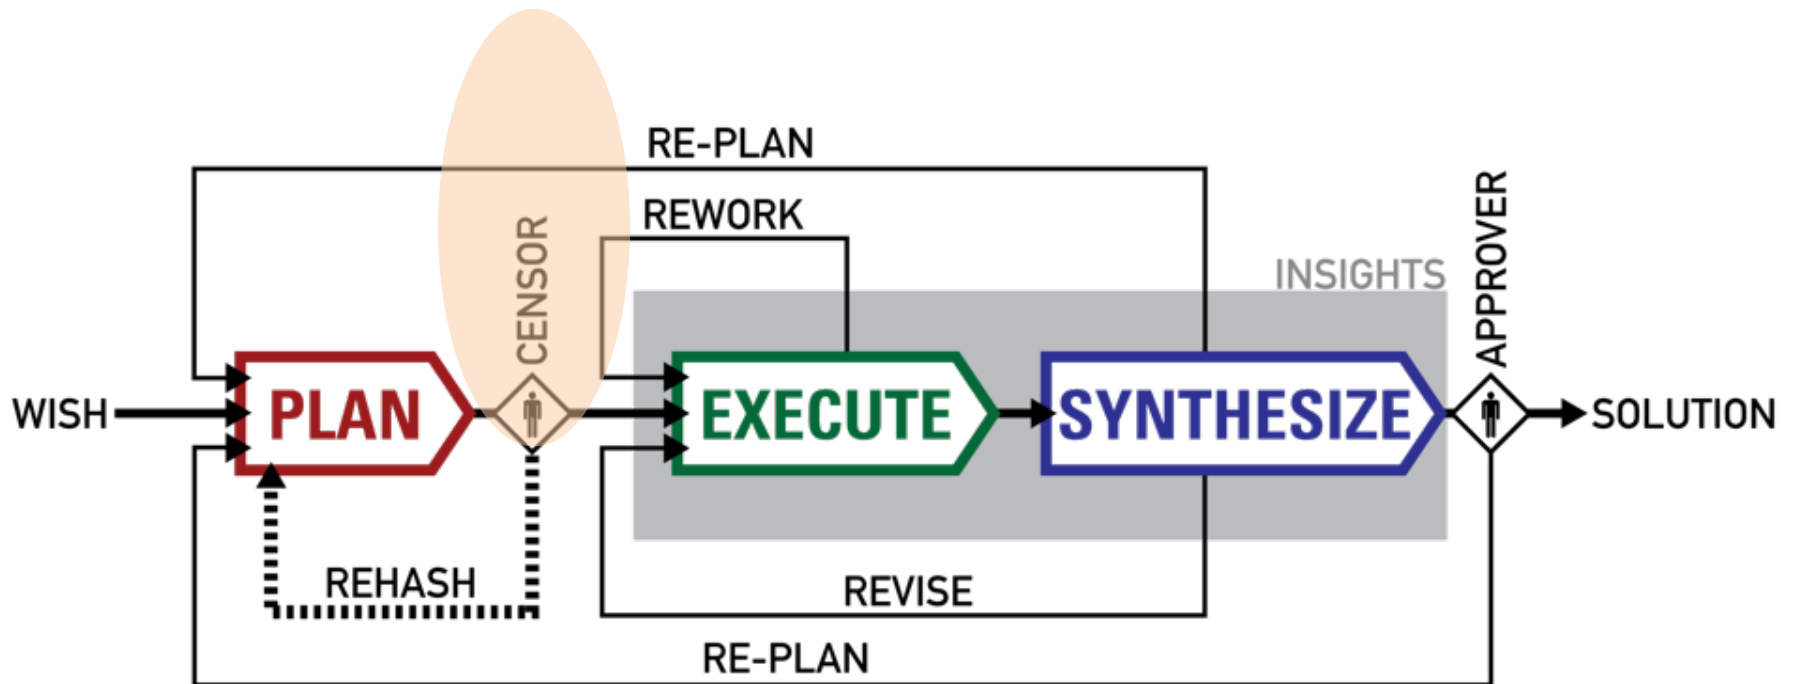 RE-PLAN
REWORK
CENSOR
INSIGHTS
APPROVER
WISH
PLAN
EXECUTE
SYNTHESIZE
SOLUTION
REHASH
REVISE
RE-PLAN